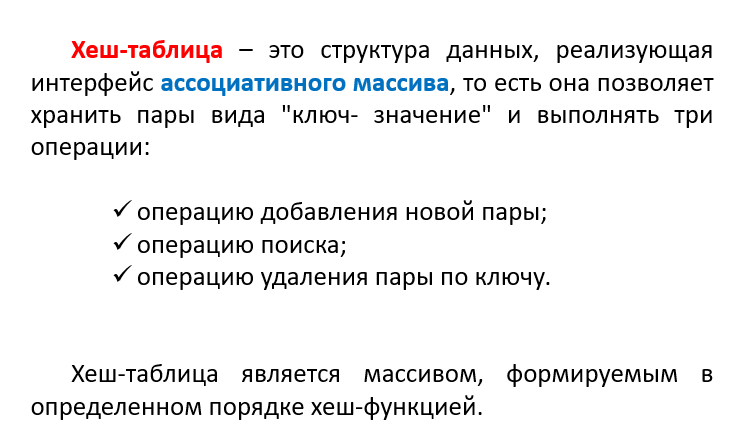 Хеш-таблица – это структура данных, реализующая
интерфейс ассоциативного массива, то есть она позволяет
хранить пары вида "ключ- значение" и выполнять три
операции:
✓ операцию добавления новой пары;
✓ операцию поиска;
✓ операцию удаления пары по ключу.
Хеш-таблица является массивом, формируемым в
определенном порядке хеш-функцией.